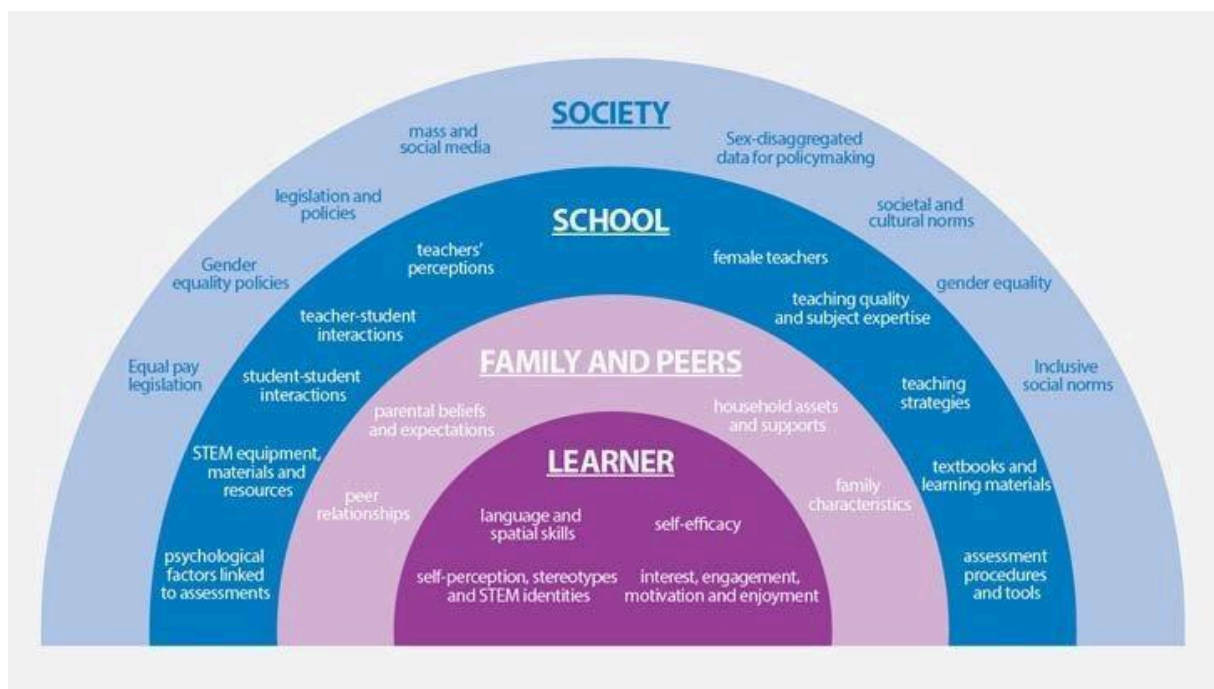 SOCIETY
mass and
social media
Sex-disaggregated
data for policymaking
legislation and
policies
societal and
cultural norms
Gender
equality policies
gender equality
Equal pay
legislation
Inclusive
social norms
SCHOOL
teachers'
perceptions
female teachers
teacher-student
interactions
teaching quality
and subject expertise
student-student
interactions
teaching
strategies
STEM equipment,
materials and
resources
textbooks and
learning materials
psychological
factors linked
to assessments
assessment
procedures
and tools
FAMILY AND PEERS
parental beliefs
and expectations
household assets
and supports
peer
relationships
family
characteristics
LEARNER
language and
spatial skills
self-efficacy
self-perception, stereotypes
and STEM identities
interest, engagement,
motivation and enjoyment